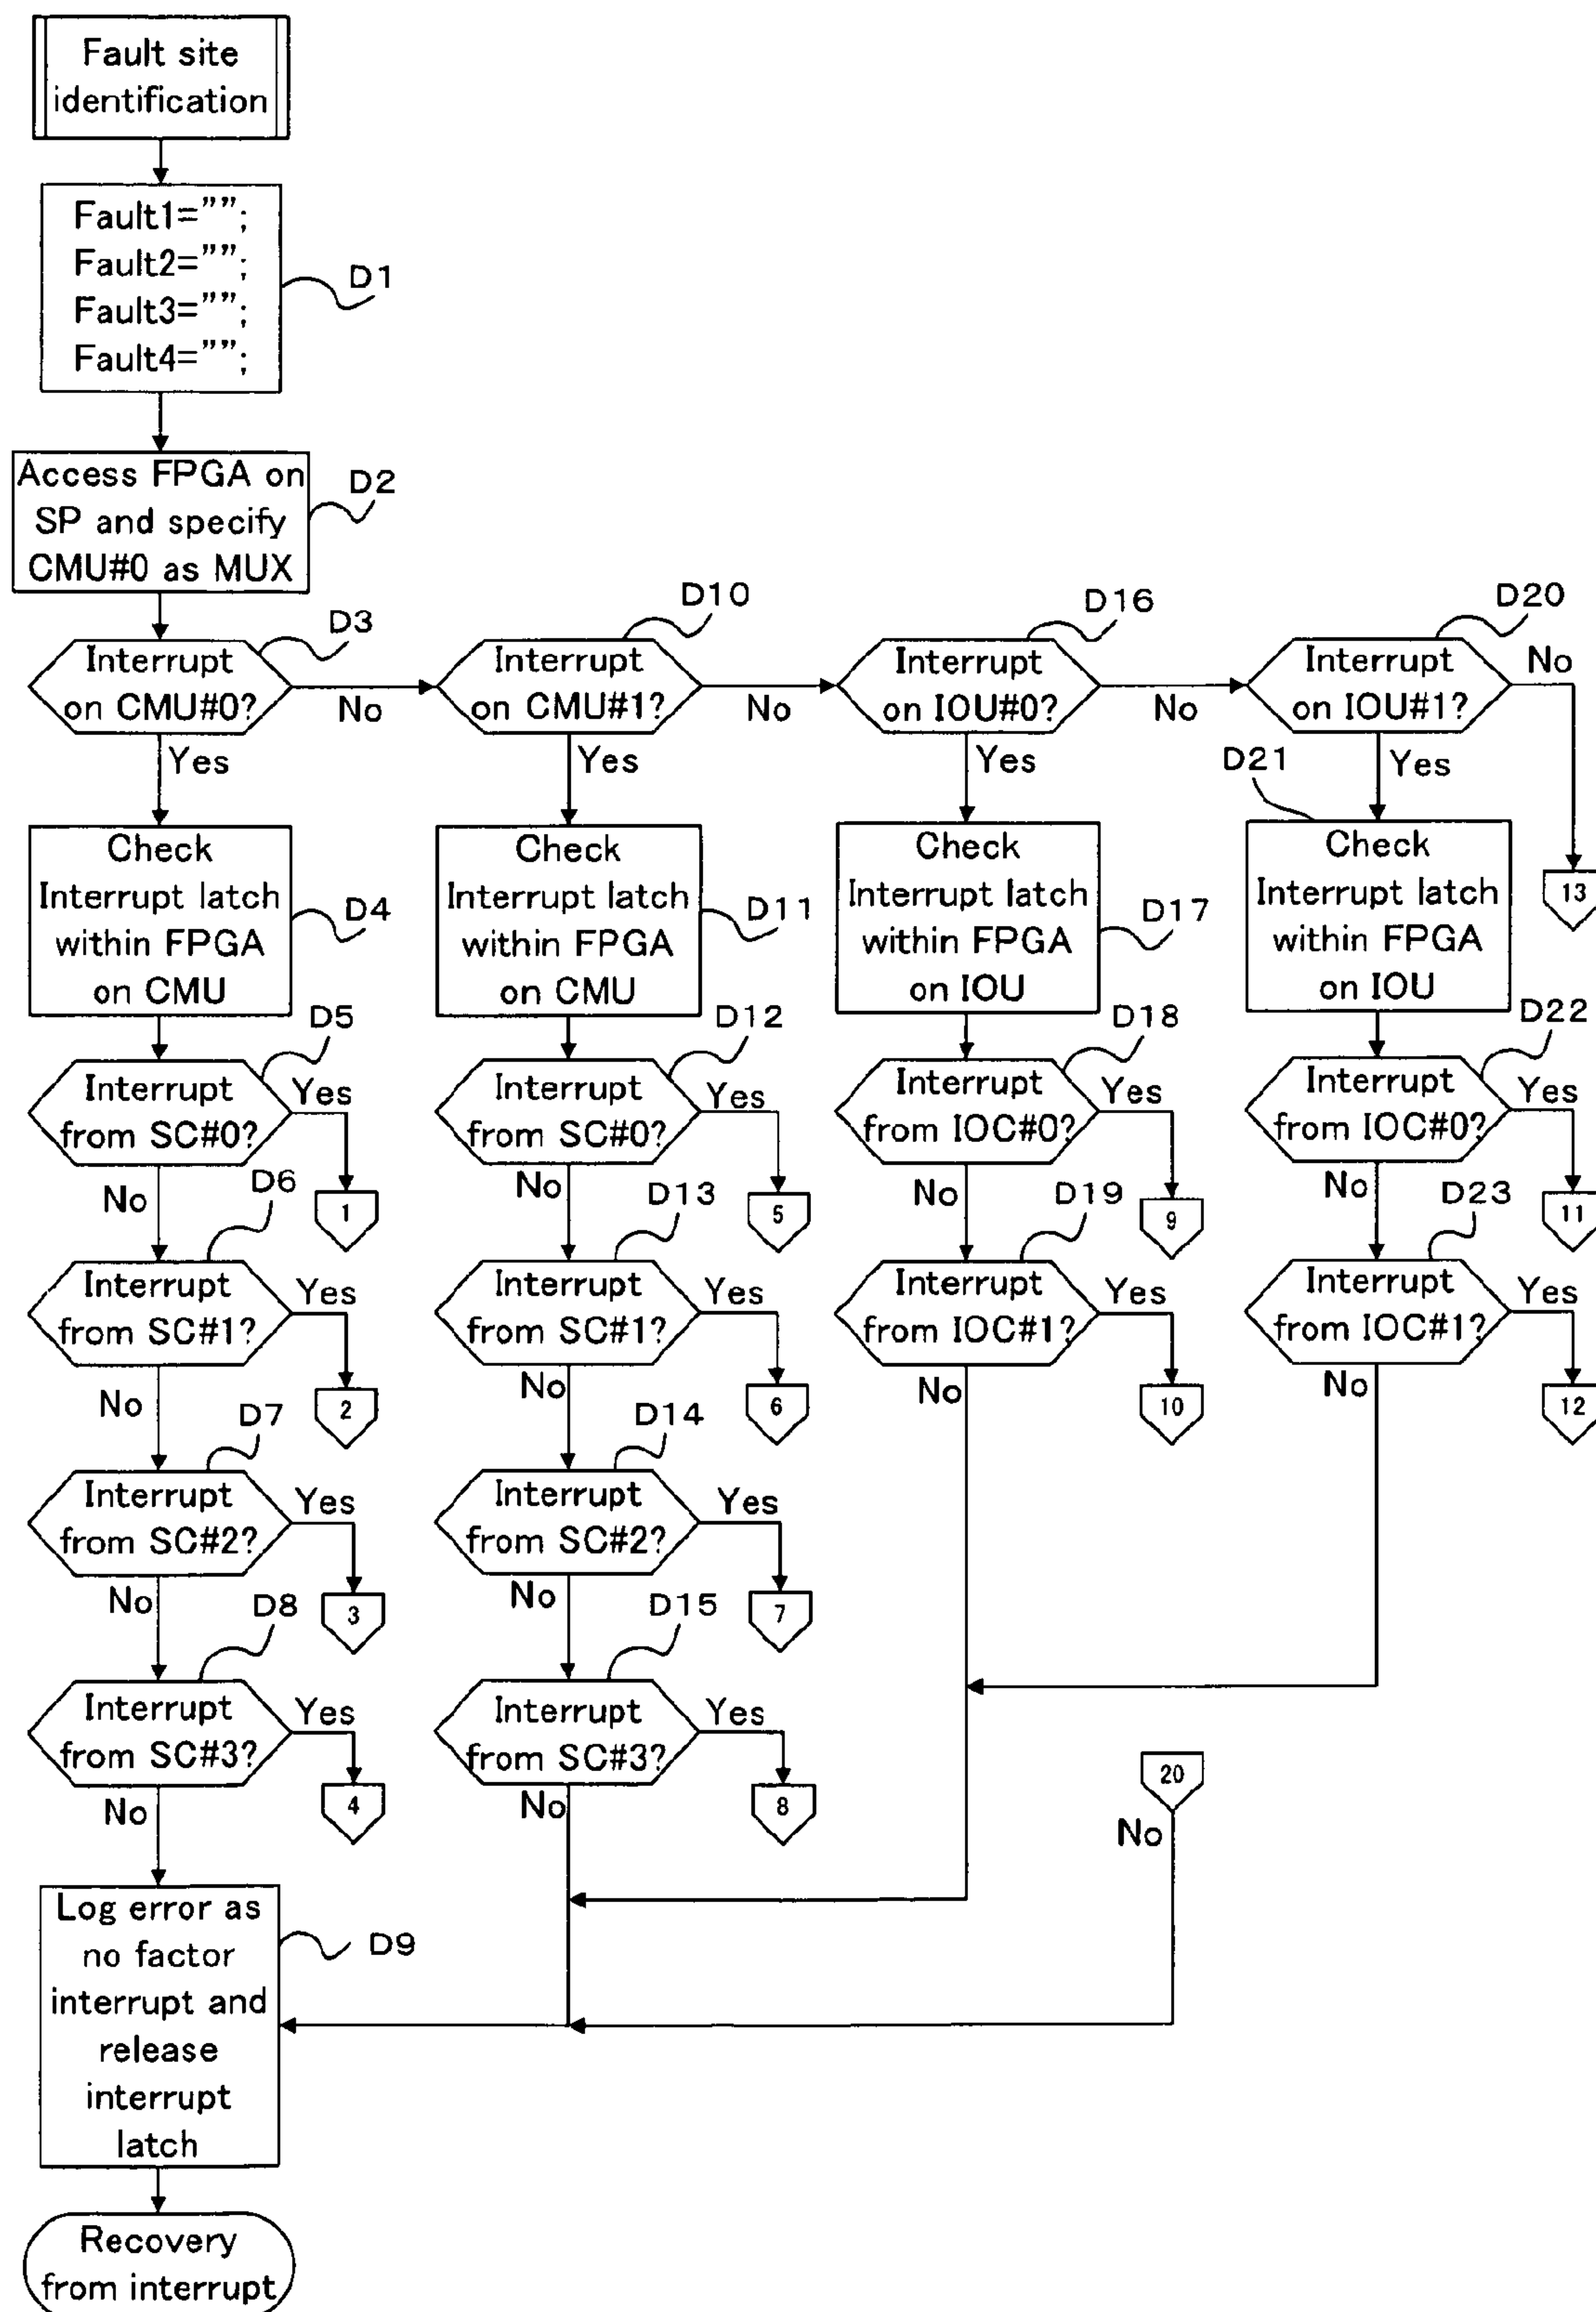 Fault site
identification
Fault1="";
Fault2="";
Fault3="";
Fault4="";
D1
Access FPGA on
SP and specify
CMU#0 as MUX
D2
Interrupt
on CMU#0?
D3
No
Yes
Check
Interrupt latch
within FPGA
on CMU
D4
Interrupt
from SC#0?
D5
Yes
1
No
Interrupt
from SC#1?
D6
Yes
2
No
Interrupt
from SC#2?
D7
Yes
3
No
Interrupt
from SC#3?
D8
Yes
4
No
Log error as
no factor
interrupt and
release
interrupt
latch
D9
Recovery
from interrupt
Interrupt
on CMU#1?
D10
No
Yes
Check
Interrupt latch
within FPGA
on CMU
D11
Interrupt
from SC#0?
D12
Yes
5
No
Interrupt
from SC#1?
D13
Yes
6
No
Interrupt
from SC#2?
D14
Yes
7
No
Interrupt
from SC#3?
D15
Yes
8
No
Interrupt
on IOU#0?
D16
No
Yes
Check
Interrupt latch
within FPGA
on IOU
D17
Interrupt
from IOC#0?
D18
Yes
9
No
Interrupt
from IOC#1?
D19
Yes
10
No
Interrupt
on IOU#1?
D20
No
13
Yes
Check
Interrupt latch
within FPGA
on IOU
D21
Interrupt
from IOC#0?
D22
Yes
11
No
Interrupt
from IOC#1?
D23
Yes
12
No
20
No